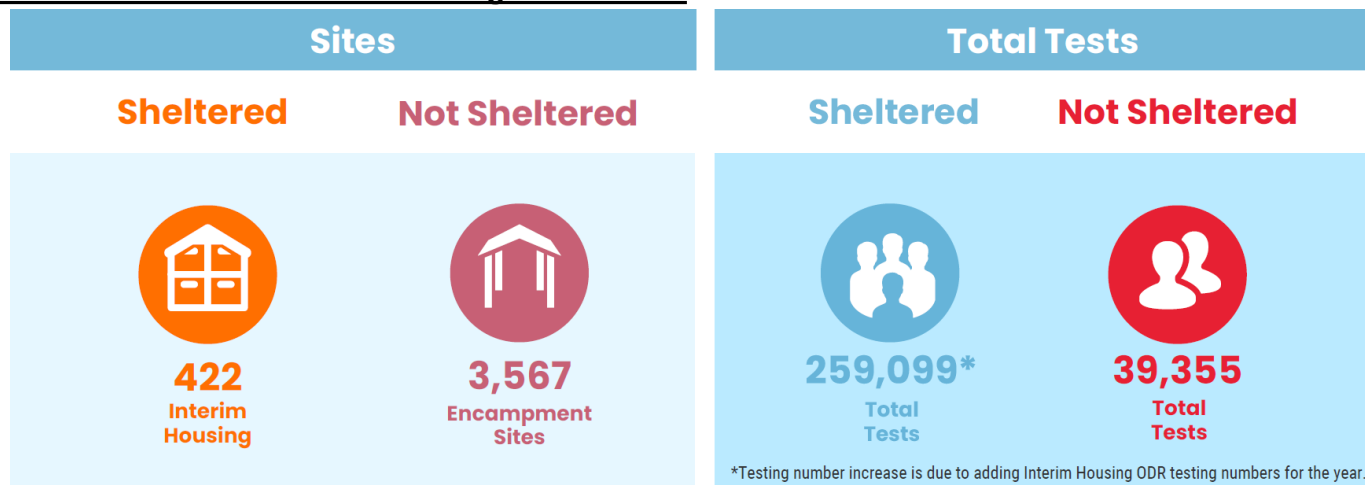 Sites
Sheltered
Not Sheltered
422
Interim
Housing
3,567
Encampment
Sites
Total Tests
Sheltered
Not Sheltered
259,099*
Total
Tests
39,355
Total
Tests
*Testing number increase is due to adding Interim Housing ODR testing numbers for the year.